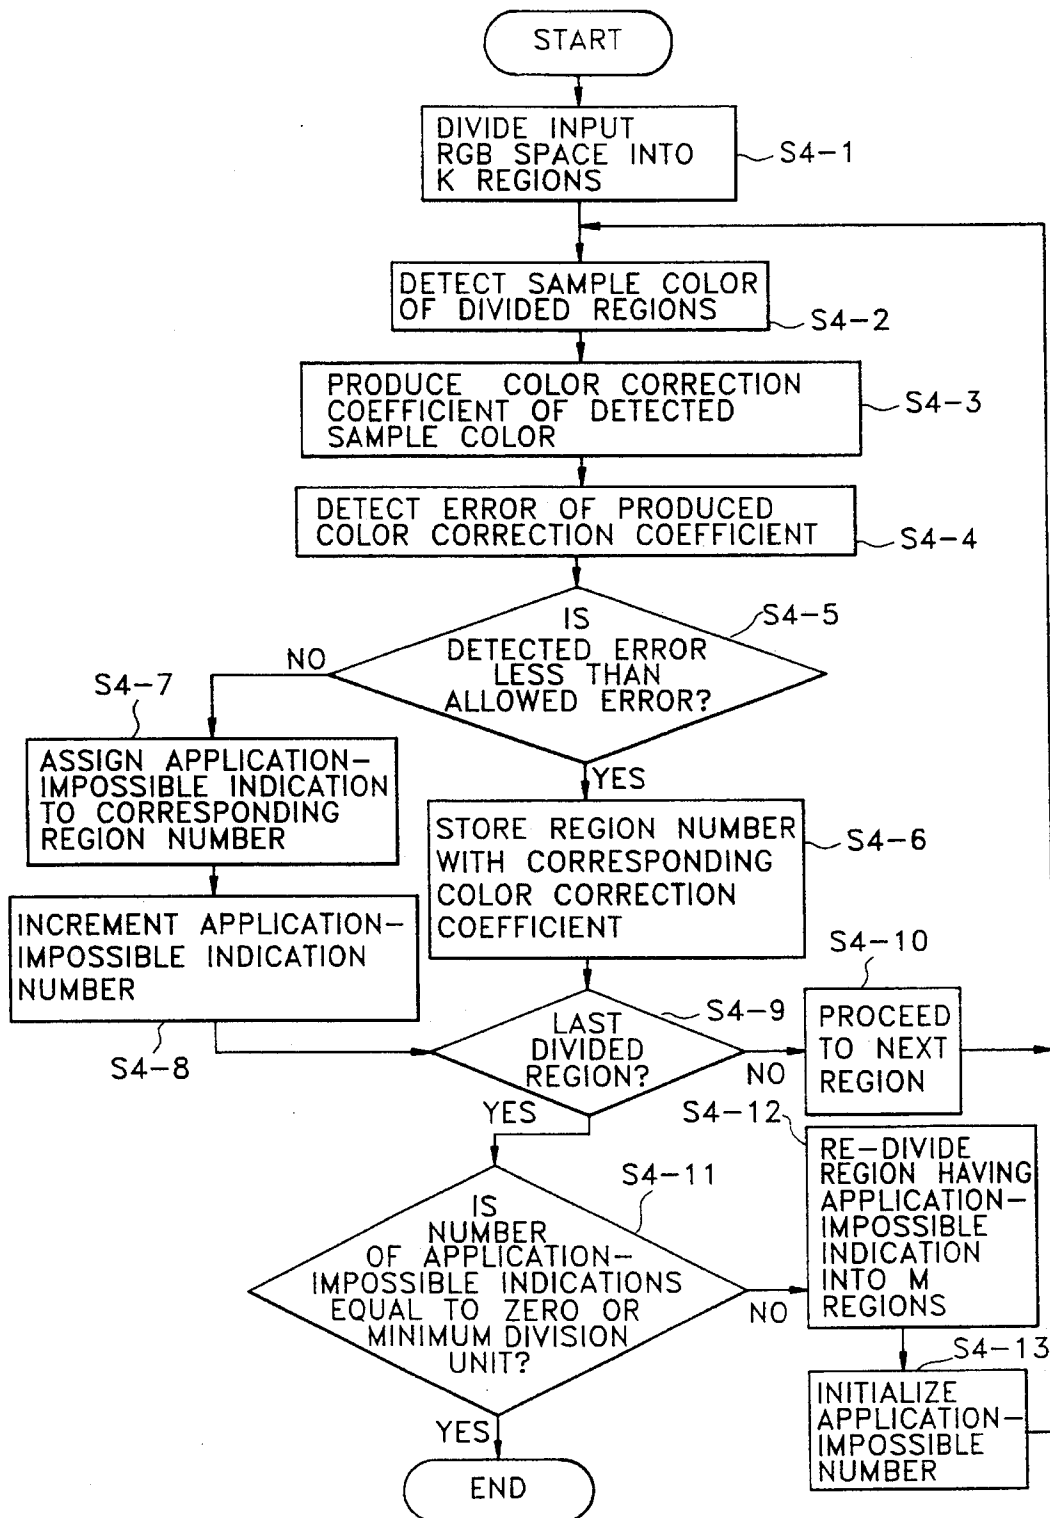 START
DIVIDE INPUT
RGB SPACE INTO
K REGIONS
S4-1
DETECT SAMPLE COLOR
OF DIVIDED REGIONS
S4-2
PRODUCE COLOR CORRECTION
COEFFICIENT OF DETECTED
SAMPLE COLOR
S4-3
DETECT ERROR OF PRODUCED
COLOR CORRECTION COEFFICIENT
S4-4
IS
DETECTED ERROR
LESS THAN
ALLOWED ERROR?
S4-5
NO
YES
S4-7
ASSIGN APPLICATION-
IMPOSSIBLE INDICATION
TO CORRESPONDING
REGION NUMBER
STORE REGION NUMBER
WITH CORRESPONDING
COLOR CORRECTION
COEFFICIENT
S4-6
INCREMENT APPLICATION-
IMPOSSIBLE INDICATION
NUMBER
S4-8
LAST
DIVIDED
REGION?
S4-9
NO
YES
S4-10
PROCEED
TO NEXT
REGION
IS
NUMBER
OF APPLICATION-
IMPOSSIBLE INDICATIONS
EQUAL TO ZERO OR
MINIMUM DIVISION
UNIT?
S4-11
NO
YES
S4-12
RE-DIVIDE
REGION HAVING
APPLICATION-
IMPOSSIBLE
INDICATION
INTO M
REGIONS
S4-13
INITIALIZE
APPLICATION-
IMPOSSIBLE
NUMBER
END